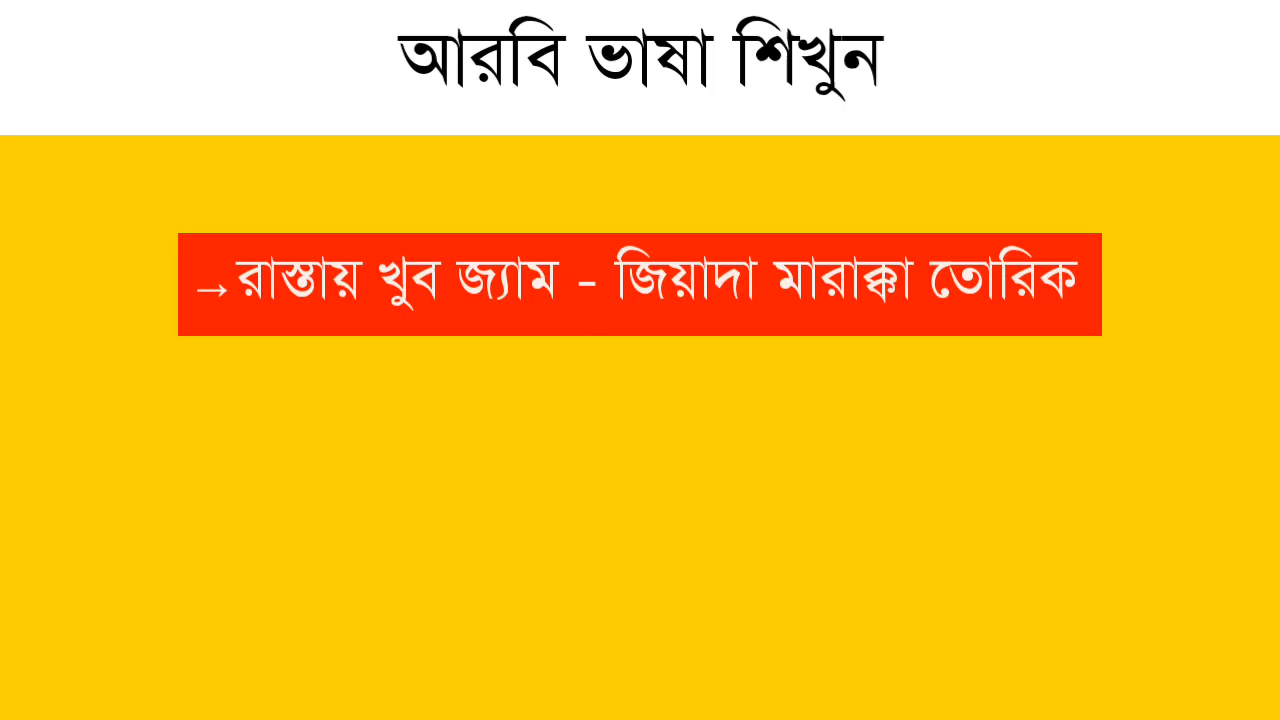 আরবি ভাষা শিখুন
→রাস্তায় খুব জ্যাম - জিয়াদা মারাক্কা তোরিক